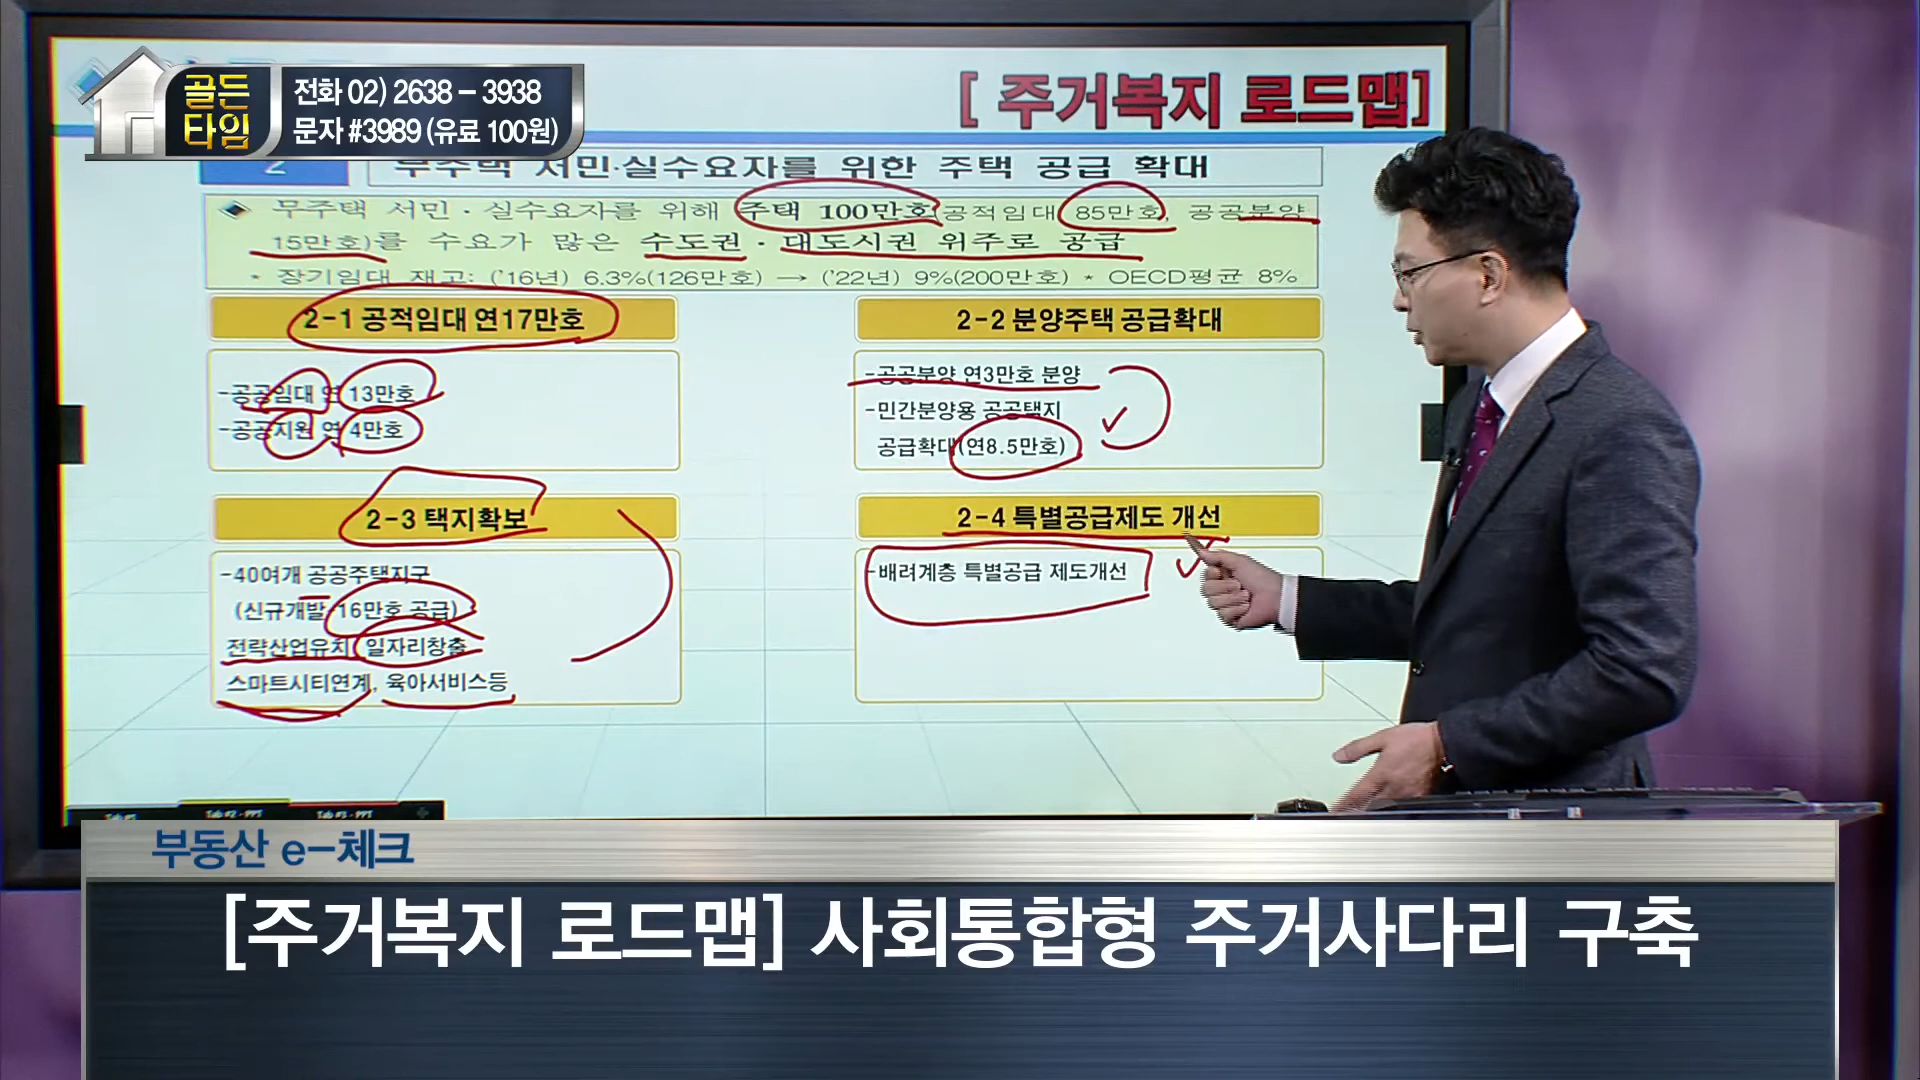 골든
타임
전화 02) 2638 - 3938
문자 #3989 (유료 100원)
[ 주거복지 로드맵]
2 무주택 서민·실수요자를 위한 주택 공급 확대
무주택 서민·실수요자를 위해 주택 100만호(공적임대 85만호, 공공분양
15만호)를 수요가 많은 수도권·대도시권 위주로 공급
* 장기임대 재고: ('16년) 6.3%(126만호) → ('22년) 9%(200만호) * OECD평균 8%
2-1 공적임대 연17만호
-공공임대 연 13만호
-공공지원 연 4만호
2-2 분양주택 공급확대
-공공분양 연3만호 분양
-민간분양용 공공택지
공급확대(연8.5만호)
2-3 택지확보
-40여개 공공주택지구
(신규개발 16만호 공급)
전략산업유치, 일자리창출
스마트시티연계, 육아서비스등
2-4 특별공급제도 개선
-배려계층 특별공급 제도개선
부동산 e-체크
[주거복지 로드맵] 사회통합형 주거사다리 구축